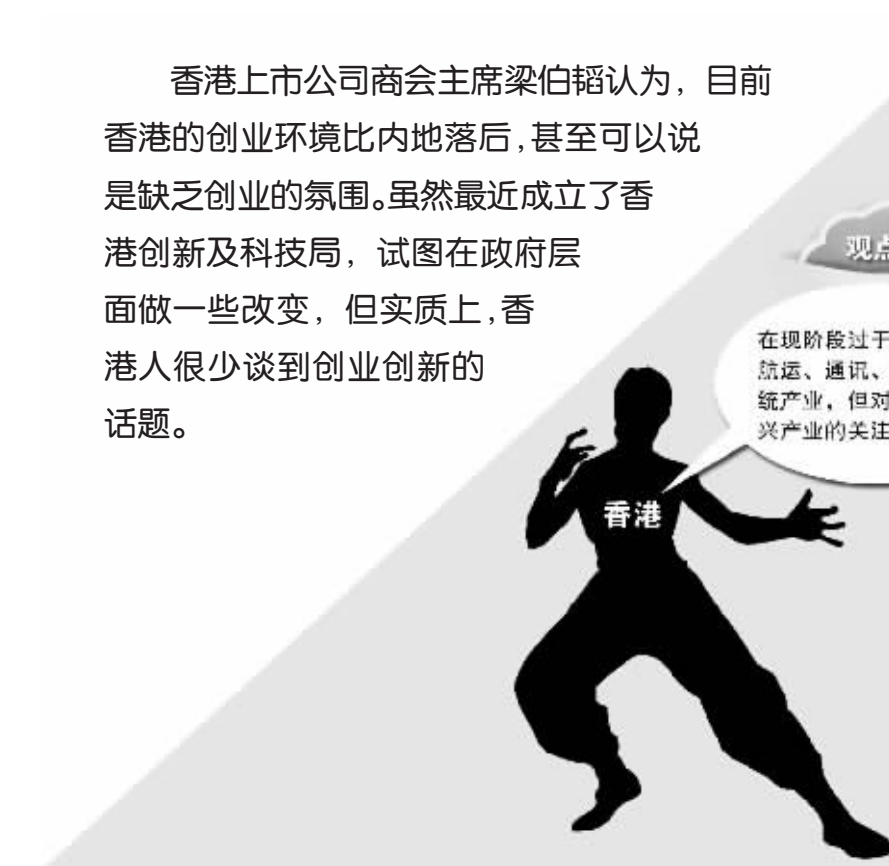 香港上市公司商会主席梁伯韬认为，目前
香港的创业环境比内地落后,甚至可以说
是缺乏创业的氛围。虽然最近成立了香
港创新及科技局，试图在政府层
面做一些改变，但实质上,香
港人很少谈到创业创新的
话题。
观点
在现阶段过于
航运、通讯、
统产业，但对
兴产业的关注
香港